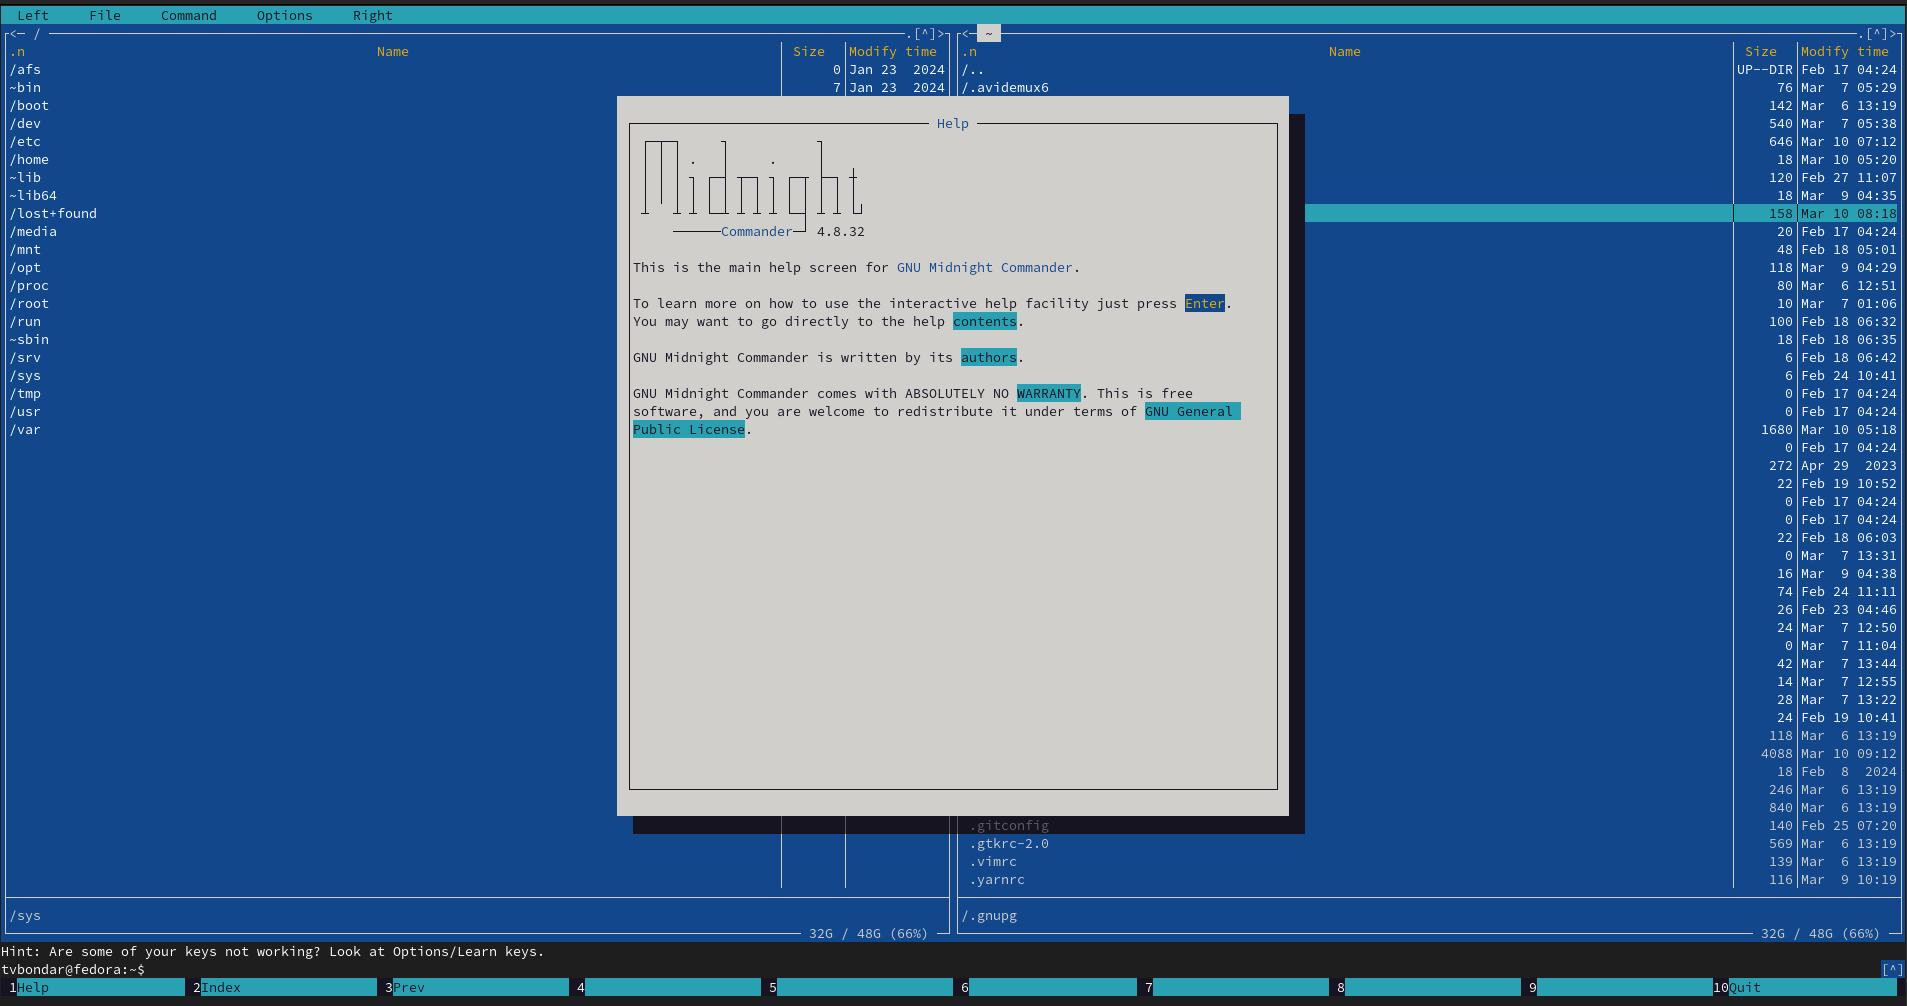 Left File Command Options Right
<─ / .[^]> <─ ~ .[^]>
.n Name Size Modify time .n Name Size Modify time
/afs 0 Jan 23 2024 /.. UP--DIR Feb 17 04:24
~bin 7 Jan 23 2024 /.avidemux6 76 Mar 7 05:29
/boot 142 Mar 6 13:19
/dev Help 540 Mar 7 05:38
/etc 646 Mar 10 07:12
/home 18 Mar 10 05:20
~lib Midnight 120 Feb 27 11:07
~lib64 18 Mar 9 04:35
/lost+found 158 Mar 10 08:18
/media Commander 4.8.32 20 Feb 17 04:24
/mnt 48 Feb 18 05:01
/opt This is the main help screen for GNU Midnight Commander. 118 Mar 9 04:29
/proc 80 Mar 6 12:51
/root To learn more on how to use the interactive help facility just press Enter. 10 Mar 7 01:06
/run You may want to go directly to the help contents. 100 Feb 18 06:32
~sbin 18 Feb 18 06:35
/srv GNU Midnight Commander is written by its authors. 6 Feb 18 06:42
/sys 6 Feb 24 10:41
/tmp GNU Midnight Commander comes with ABSOLUTELY NO WARRANTY. This is free 0 Feb 17 04:24
/usr software, and you are welcome to redistribute it under terms of GNU General 0 Feb 17 04:24
/var Public License. 1680 Mar 10 05:18
0 Feb 17 04:24
272 Apr 29 2023
22 Feb 19 10:52
0 Feb 17 04:24
0 Feb 17 04:24
22 Feb 18 06:03
0 Mar 7 13:31
16 Mar 9 04:38
74 Feb 24 11:11
26 Feb 23 04:46
24 Mar 7 12:50
0 Mar 7 11:04
42 Mar 7 13:44
14 Mar 7 12:55
28 Mar 7 13:22
24 Feb 19 10:41
118 Mar 6 13:19
4088 Mar 10 09:12
18 Feb 8 2024
246 Mar 6 13:19
840 Mar 6 13:19
.gitconfig 140 Feb 25 07:20
.gtkrc-2.0 569 Mar 6 13:19
.vimrc 139 Mar 6 13:19
.yarnrc 116 Mar 9 10:19
/sys /.gnupg
32G / 48G (66%) 32G / 48G (66%)
Hint: Are some of your keys not working? Look at Options/Learn keys.
tvbondar@fedora:~$ [^]
1Help 2Index 3Prev 4 5 6 7 8 9 10Quit